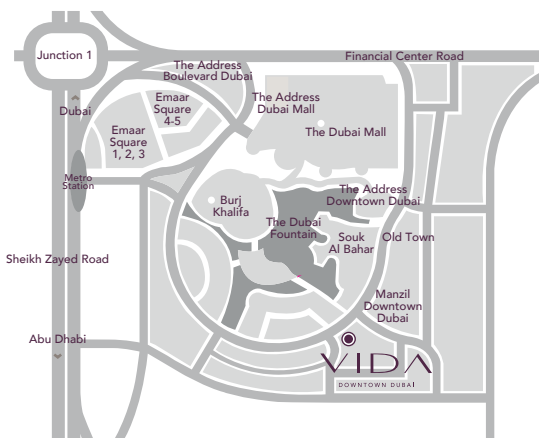 Junction 1
Financial Center Road
The Address
Boulevard Dubai
Dubai
Emaar
Square
4-5
The Address
Dubai Mall
Emaar
Square
1, 2, 3
The Dubai Mall
Metro
Station
The Address
Downtown Dubai
Burj
Khalifa
The Dubai
Fountain
Souk
Al Bahar
Old Town
Sheikh Zayed Road
Manzil
Downtown
Dubai
Abu Dhabi
VIDA
DOWNTOWN DUBAI